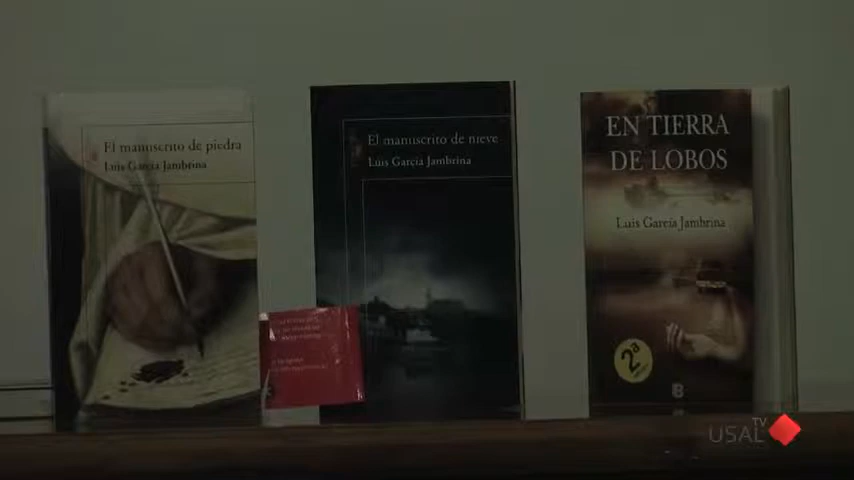 El manuscrito de piedra
Luis García Jambrina
El manuscrito de nieve
Luis García Jambrina
EN TIERRA
DE LOBOS
Luis García Jambrina
2ª
B
USAL TV